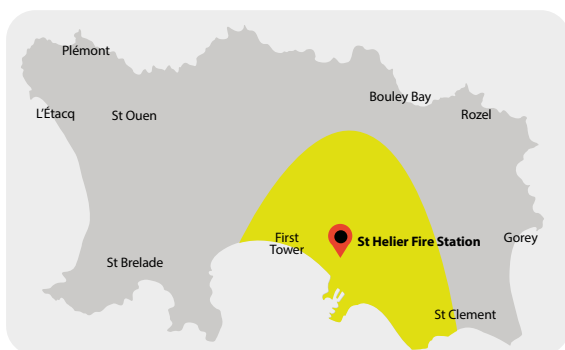 Plémont
L'Étacq
St Ouen
Bouley Bay
Rozel
First
Tower
St Helier Fire Station
Gorey
St Brelade
St Clement